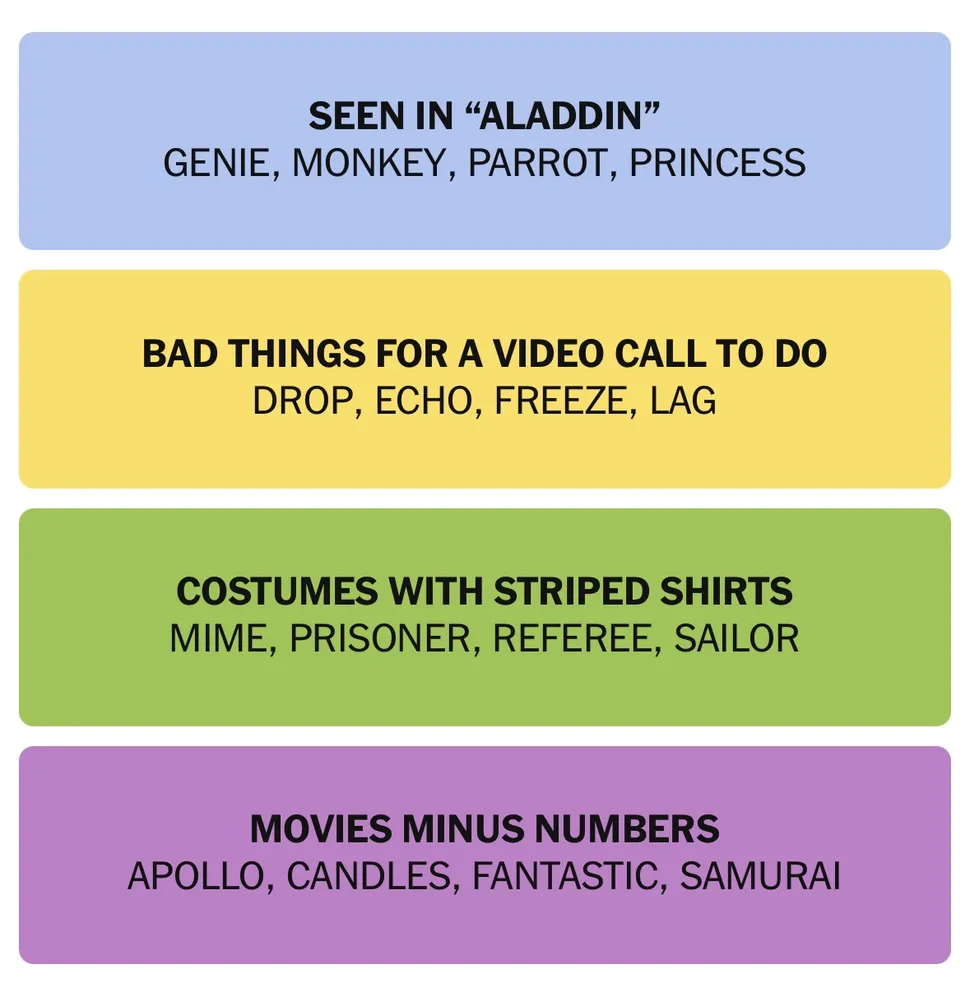 SEEN IN “ALADDIN”
GENIE, MONKEY, PARROT, PRINCESS
BAD THINGS FOR A VIDEO CALL TO DO
DROP, ECHO, FREEZE, LAG
COSTUMES WITH STRIPED SHIRTS
MIME, PRISONER, REFEREE, SAILOR
MOVIES MINUS NUMBERS
APOLLO, CANDLES, FANTASTIC, SAMURAI